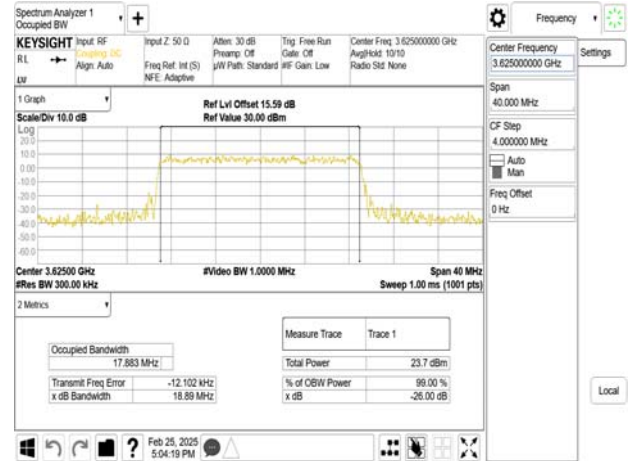 Spectrum Analyzer 1
Occupied BW
+
Frequency
KEYSIGHT
Input: RF
Coupling: DC
Align: Auto
Input Z: 50 Ω
Freq Ref: Int (S)
NFE: Adaptive
Atten: 30 dB
Preamp: Off
µW Path: Standard
Trig: Free Run
Gate: Off
#IF Gain: Low
Center Freq: 3.625000000 GHz
Avg|Hold: 10/10
Radio Std: None
RL
LXI
1 Graph
Scale/Div 10.0 dB
Ref Lvl Offset 15.59 dB
Ref Value 30.00 dBm
Log
20.0
10.0
0.00
-10.0
-20.0
-30.0
-40.0
-50.0
-60.0
Center 3.62500 GHz
#Res BW 300.00 kHz
#Video BW 1.0000 MHz
Span 40 MHz
Sweep 1.00 ms (1001 pts)
2 Metrics
Measure Trace Trace 1
Occupied Bandwidth
17.883 MHz
Total Power 23.7 dBm
Transmit Freq Error -12.102 kHz
% of OBW Power 99.00 %
x dB Bandwidth 18.89 MHz
x dB -26.00 dB
Center Frequency
3.625000000 GHz
Settings
Span
40.000 MHz
CF Step
4.000000 MHz
Auto
Man
Freq Offset
0 Hz
Local
?
Feb 25, 2025
5:04:19 PM